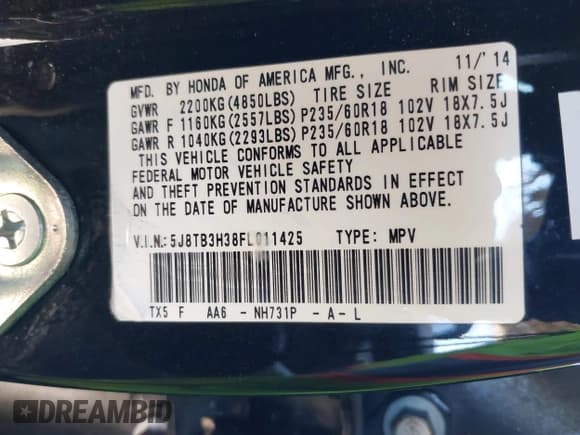 MFD. BY HONDA OF AMERICA MFG., INC. 11/'14
GVWR 2200KG(4850LBS) TIRE SIZE RIM SIZE
GAWR F 1160KG(2557LBS) P235/60R18 102V 18X7.5J
GAWR R 1040KG(2293LBS) P235/60R18 102V 18X7.5J
THIS VEHICLE CONFORMS TO ALL APPLICABLE
FEDERAL MOTOR VEHICLE SAFETY
AND THEFT PREVENTION STANDARDS IN EFFECT
ON THE DATE OF MANUFACTURE SHOWN ABOVE.
V.I.N.: 5J8TB3H38FL011425 TYPE: MPV
TX5 F AA6 - NH731P - A - L
DREAMBID